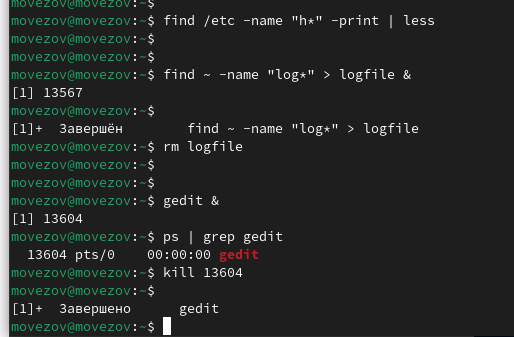 movezov@movezov:~$
movezov@movezov:~$ find /etc -name "h*" -print | less
movezov@movezov:~$
movezov@movezov:~$
movezov@movezov:~$ find ~ -name "log*" > logfile &
[1] 13567
movezov@movezov:~$
[1]+  Завершён        find ~ -name "log*" > logfile
movezov@movezov:~$ rm logfile
movezov@movezov:~$
movezov@movezov:~$
movezov@movezov:~$ gedit &
[1] 13604
movezov@movezov:~$ ps | grep gedit
  13604 pts/0    00:00:00 gedit
movezov@movezov:~$ kill 13604
movezov@movezov:~$
[1]+  Завершено      gedit
movezov@movezov:~$